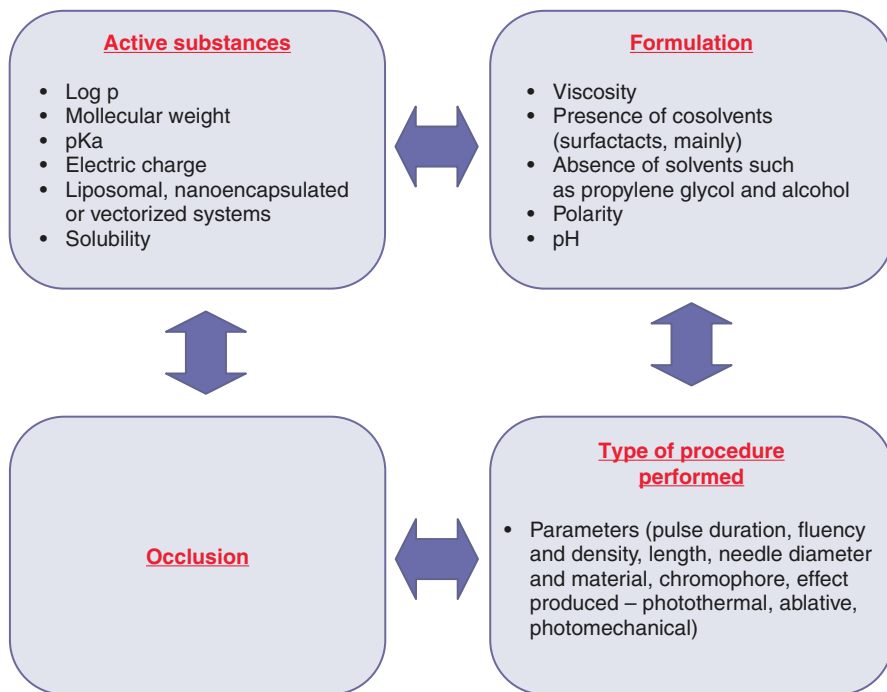 Active substances
• Log p
• Mollecular weight
• pKa
• Electric charge
• Liposomal, nanoencapsulated
or vectorized systems
• Solubility
Formulation
• Viscosity
• Presence of cosolvents
(surfactacts, mainly)
• Absence of solvents such
as propylene glycol and alcohol
• Polarity
• pH
Occlusion
Type of procedure
performed
• Parameters (pulse duration, fluency
and density, length, needle diameter
and material, chromophore, effect
produced – photothermal, ablative,
photomechanical)